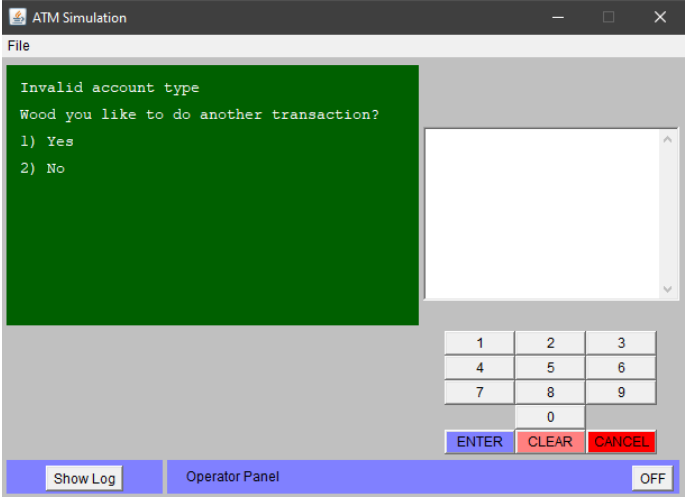 ATM Simulation
File
Invalid account type
Wood you like to do another transaction?
1) Yes
2) No
1 2 3
4 5 6
7 8 9
0
ENTER CLEAR CANCEL
Show Log Operator Panel OFF